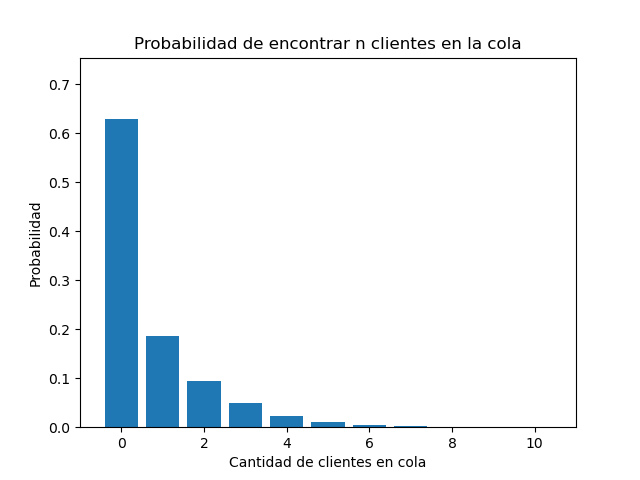 Probabilidad de encontrar n clientes en la cola
0.7
0.6
0.5
0.4
0.3
0.2
0.1
0.0
Probabilidad
0 2 4 6 8 10
Cantidad de clientes en cola